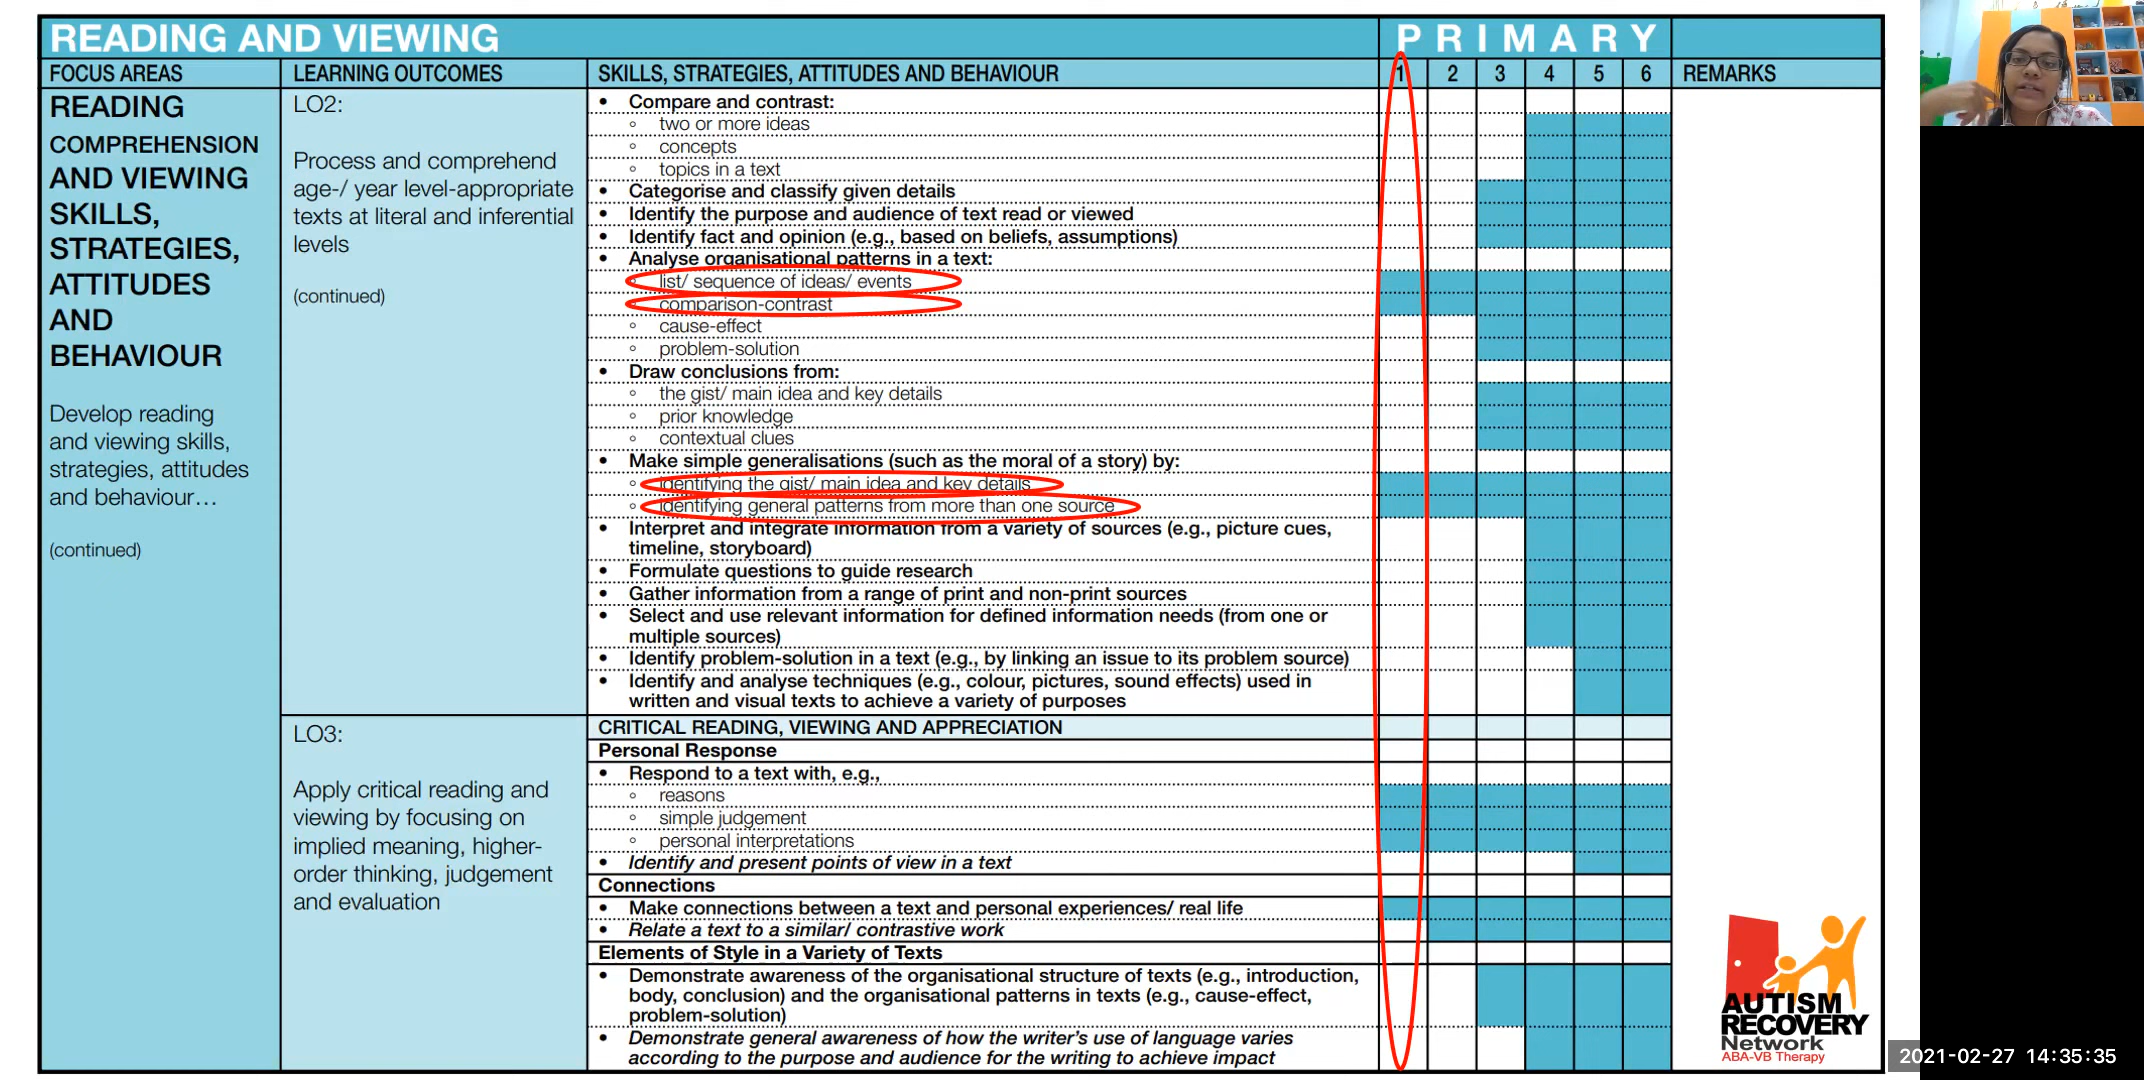 READING AND VIEWING
PRIMARY
FOCUS AREAS
LEARNING OUTCOMES
SKILLS, STRATEGIES, ATTITUDES AND BEHAVIOUR
1 2 3 4 5 6
REMARKS
READING
COMPREHENSION
AND VIEWING
SKILLS,
STRATEGIES,
ATTITUDES
AND
BEHAVIOUR
Develop reading
and viewing skills,
strategies, attitudes
and behaviour...
(continued)
LO2:
Process and comprehend
age-/ year level-appropriate
texts at literal and inferential
levels
(continued)
• Compare and contrast:
◦ two or more ideas
◦ concepts
◦ topics in a text
• Categorise and classify given details
• Identify the purpose and audience of text read or viewed
• Identify fact and opinion (e.g., based on beliefs, assumptions)
• Analyse organisational patterns in a text:
◦ list/ sequence of ideas/ events
◦ comparison-contrast
◦ cause-effect
◦ problem-solution
• Draw conclusions from:
◦ the gist/ main idea and key details
◦ prior knowledge
◦ contextual clues
• Make simple generalisations (such as the moral of a story) by:
◦ identifying the gist/ main idea and key details
◦ identifying general patterns from more than one source
• Interpret and integrate information from a variety of sources (e.g., picture cues,
timeline, storyboard)
• Formulate questions to guide research
• Gather information from a range of print and non-print sources
• Select and use relevant information for defined information needs (from one or
multiple sources)
• Identify problem-solution in a text (e.g., by linking an issue to its problem source)
• Identify and analyse techniques (e.g., colour, pictures, sound effects) used in
written and visual texts to achieve a variety of purposes
LO3:
Apply critical reading and
viewing by focusing on
implied meaning, higher-
order thinking, judgement
and evaluation
CRITICAL READING, VIEWING AND APPRECIATION
Personal Response
• Respond to a text with, e.g.,
◦ reasons
◦ simple judgement
◦ personal interpretations
• Identify and present points of view in a text
Connections
• Make connections between a text and personal experiences/ real life
• Relate a text to a similar/ contrastive work
Elements of Style in a Variety of Texts
• Demonstrate awareness of the organisational structure of texts (e.g., introduction,
body, conclusion) and the organisational patterns in texts (e.g., cause-effect,
problem-solution)
• Demonstrate general awareness of how the writer's use of language varies
according to the purpose and audience for the writing to achieve impact
AUTISM
RECOVERY
Network
ABA-VB Therapy
2021-02-27 14:35:35